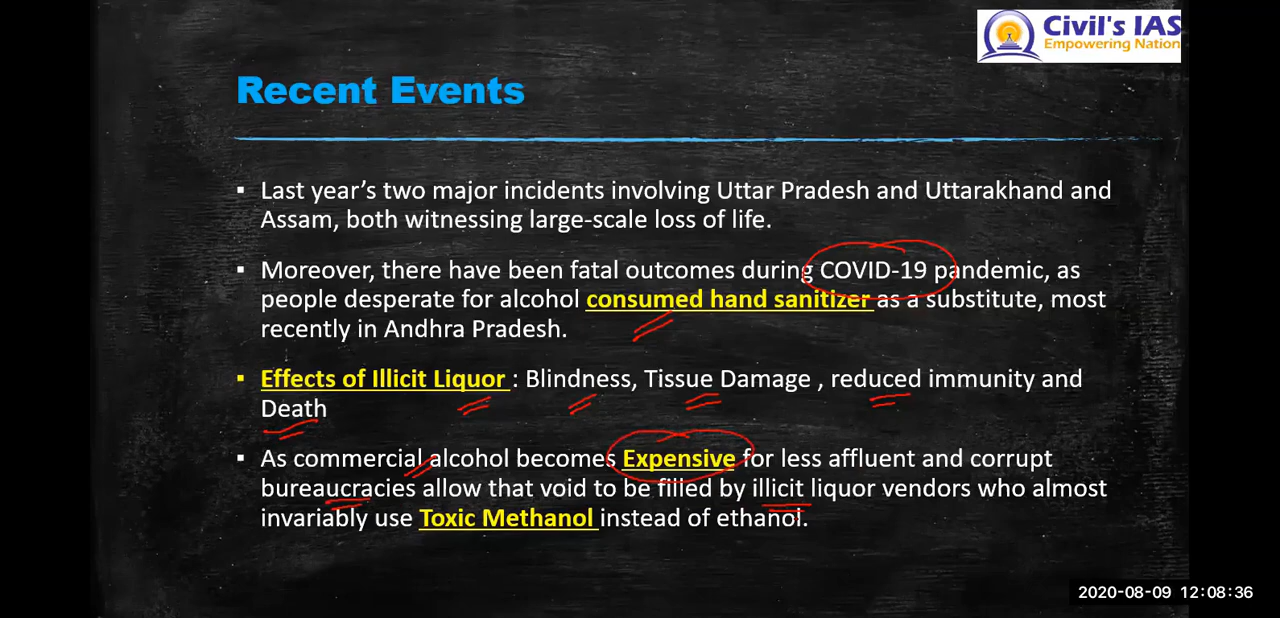 Civil's IAS
Empowering Nation
Recent Events
▪ Last year’s two major incidents involving Uttar Pradesh and Uttarakhand and
Assam, both witnessing large-scale loss of life.
▪ Moreover, there have been fatal outcomes during COVID-19 pandemic, as
people desperate for alcohol consumed hand sanitizer as a substitute, most
recently in Andhra Pradesh.
▪ Effects of Illicit Liquor : Blindness, Tissue Damage , reduced immunity and
Death
▪ As commercial alcohol becomes Expensive for less affluent and corrupt
bureaucracies allow that void to be filled by illicit liquor vendors who almost
invariably use Toxic Methanol instead of ethanol.
2020-08-09 12:08:36